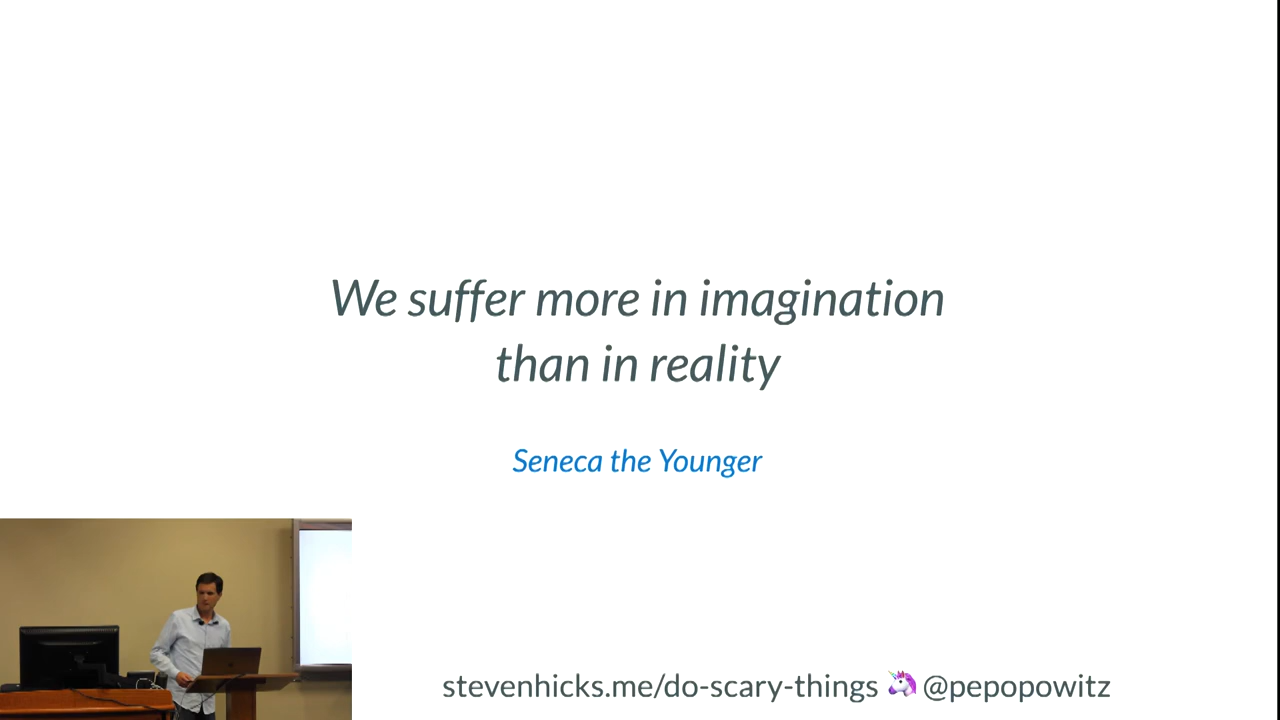 We suffer more in imagination
than in reality
Seneca the Younger
stevenhicks.me/do-scary-things 🦄 @pepopowitz